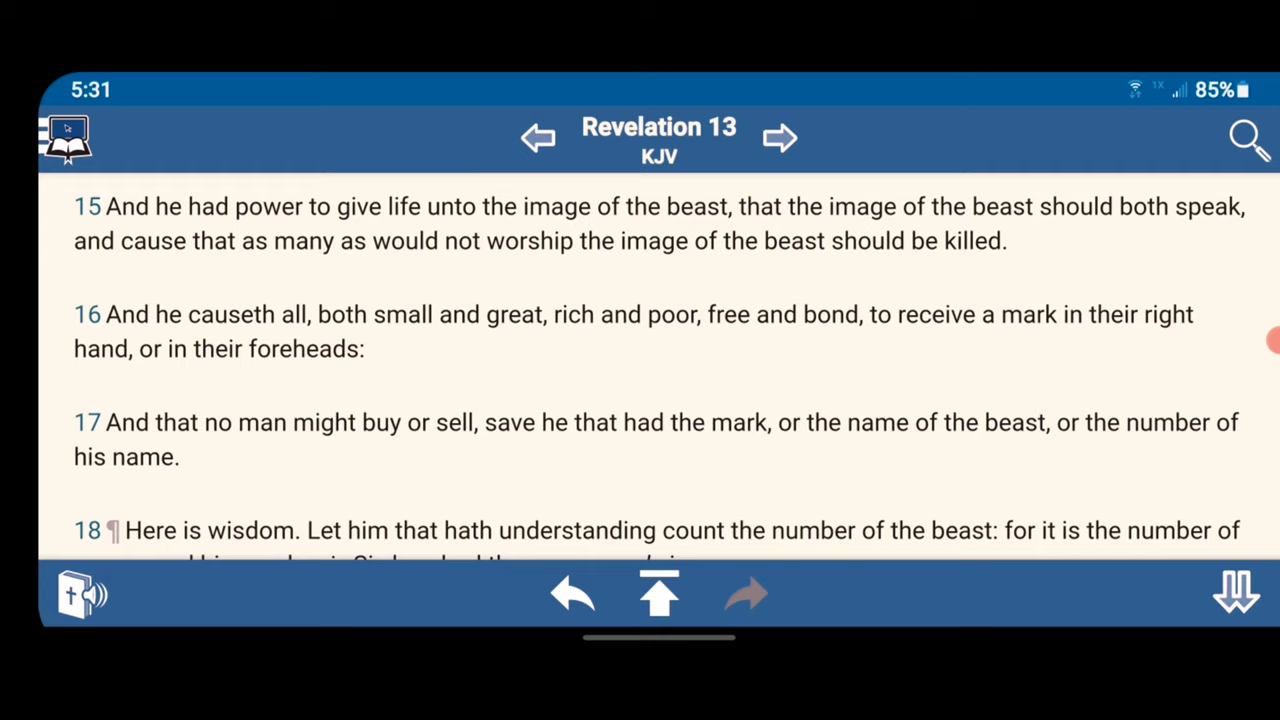 5:31
1X 85%
Revelation 13
KJV
15 And he had power to give life unto the image of the beast, that the image of the beast should both speak,
and cause that as many as would not worship the image of the beast should be killed.
16 And he causeth all, both small and great, rich and poor, free and bond, to receive a mark in their right
hand, or in their foreheads:
17 And that no man might buy or sell, save he that had the mark, or the name of the beast, or the number of
his name.
18 ¶ Here is wisdom. Let him that hath understanding count the number of the beast: for it is the number of